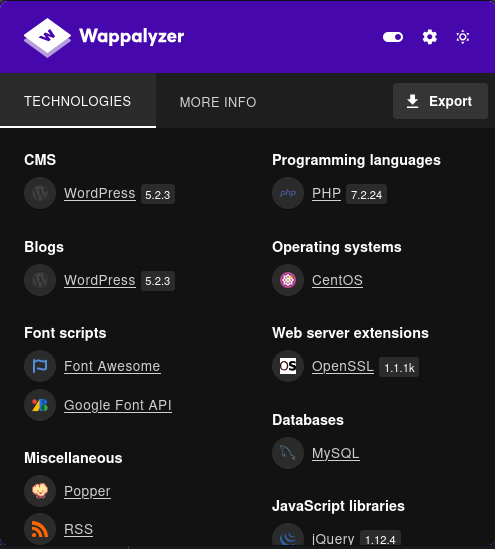 Wappalyzer
TECHNOLOGIES
MORE INFO
Export
CMS
WordPress 5.2.3
Blogs
WordPress 5.2.3
Font scripts
Font Awesome
Google Font API
Miscellaneous
Popper
RSS
Programming languages
php PHP 7.2.24
Operating systems
CentOS
Web server extensions
OS OpenSSL 1.1.1k
Databases
MySQL
JavaScript libraries
jQuery 1.12.4